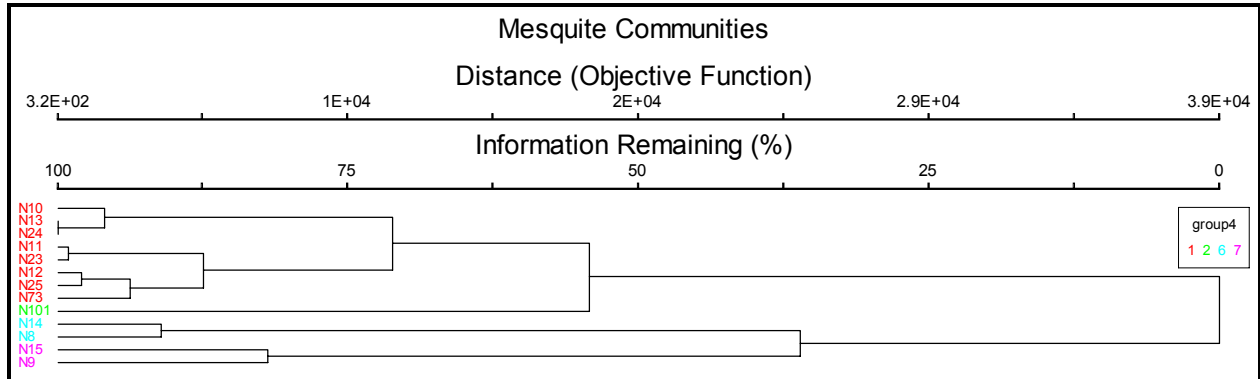 Mesquite Communities
Distance (Objective Function)
3.2E+02 1E+04 2E+04 2.9E+04 3.9E+04
Information Remaining (%)
100 75 50 25 0
N10
N13
N24
N11
N23
N12
N25
N73
N101
N14
N8
N15
N9
group4
1 2 6 7